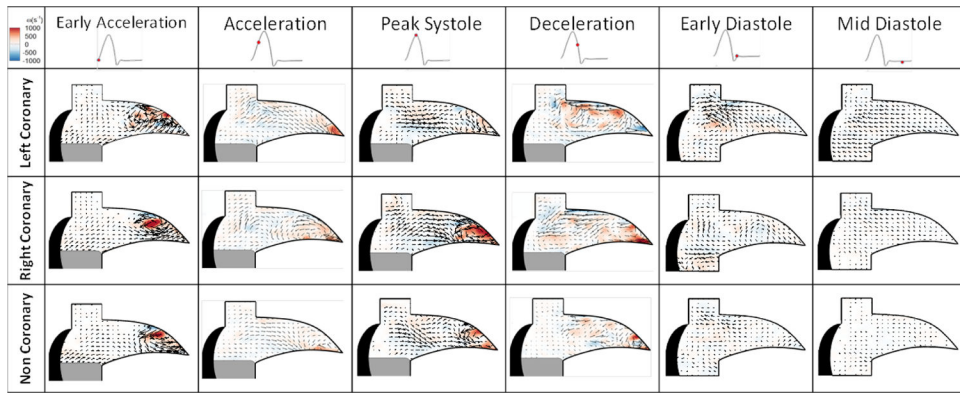 ω(s⁻¹)
1000
500
0
-500
-1000
Early Acceleration
Acceleration
Peak Systole
Deceleration
Early Diastole
Mid Diastole
Left Coronary
Right Coronary
Non Coronary